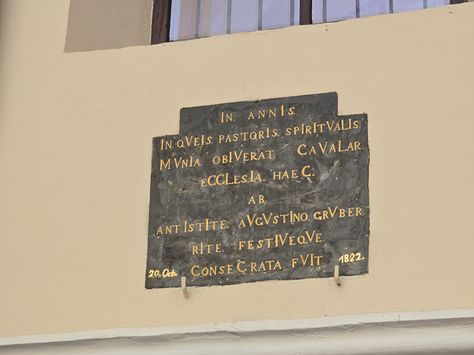 IN. ANNIS
IN. QVEIS. PASTORIS. SPIRITVALIS
MVNIA. OBIVERAT. CAVALAR.
eCCLesIA. HAEC.
AB
ANTISTITE. AVGVSTINO. GRVBER
RITE. FESTIVEQVE.
20. Octr. CONSECRATA. FVIT. 1822.